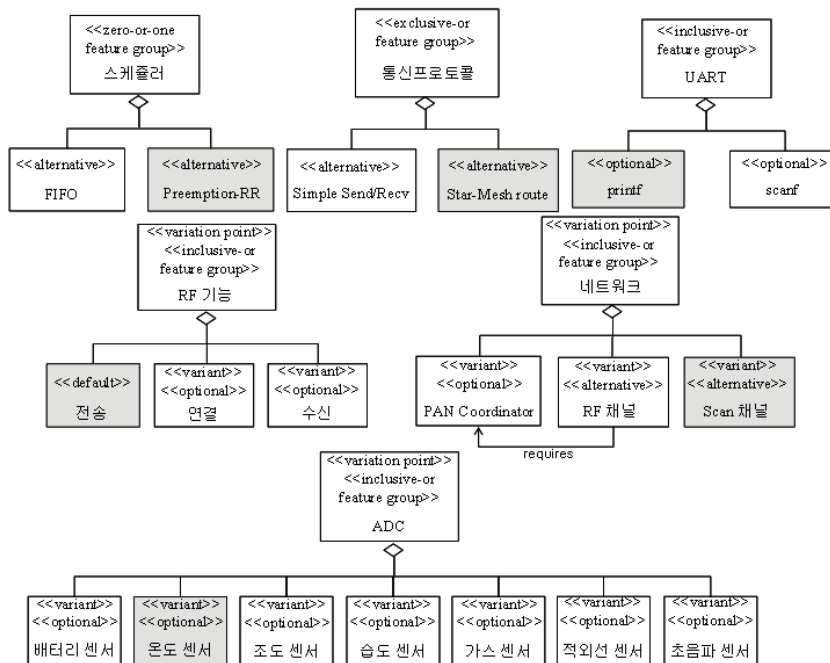 <<zero-or-one
feature group>>
스케쥴러
<<exclusive-or
feature group>>
통신프로토콜
<<inclusive-or
feature group>>
UART
<<alternative>>
FIFO
<<alternative>>
Preemption-RR
<<alternative>>
Simple Send/Recv
<<alternative>>
Star-Mesh route
<<optional>>
printf
<<optional>>
scanf
<<variation point>>
<<inclusive-or
feature group>>
RF 기능
<<variation point>>
<<inclusive-or
feature group>>
네트워크
<<default>>
전송
<<variant>>
<<optional>>
연결
<<variant>>
<<optional>>
수신
<<variant>>
<<optional>>
PAN Coordinator
<<variant>>
<<alternative>>
RF 채널
<<variant>>
<<alternative>>
Scan 채널
requires
<<variation point>>
<<inclusive-or
feature group>>
ADC
<<variant>>
<<optional>>
배터리 센서
<<variant>>
<<optional>>
온도 센서
<<variant>>
<<optional>>
조도 센서
<<variant>>
<<optional>>
습도 센서
<<variant>>
<<optional>>
가스 센서
<<variant>>
<<optional>>
적외선 센서
<<variant>>
<<optional>>
초음파 센서